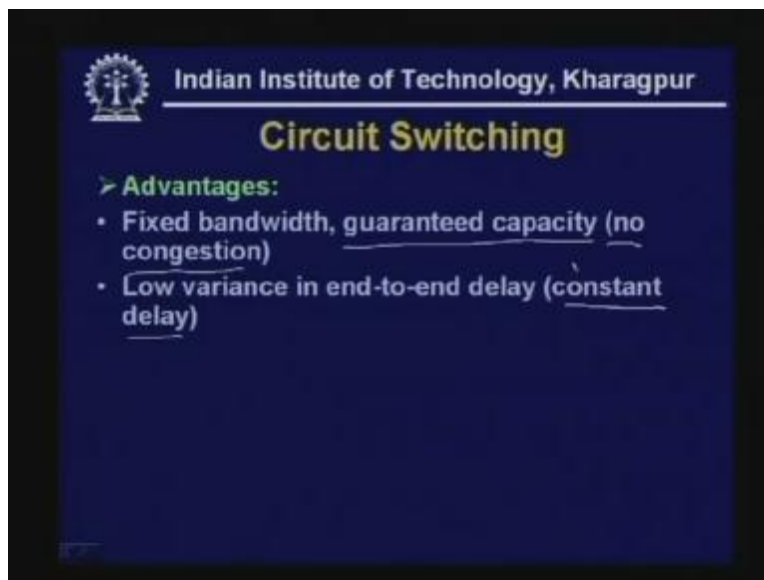 Indian Institute of Technology, Kharagpur
Circuit Switching
➢ Advantages:
• Fixed bandwidth, guaranteed capacity (no
congestion)
• Low variance in end-to-end delay (constant
delay)